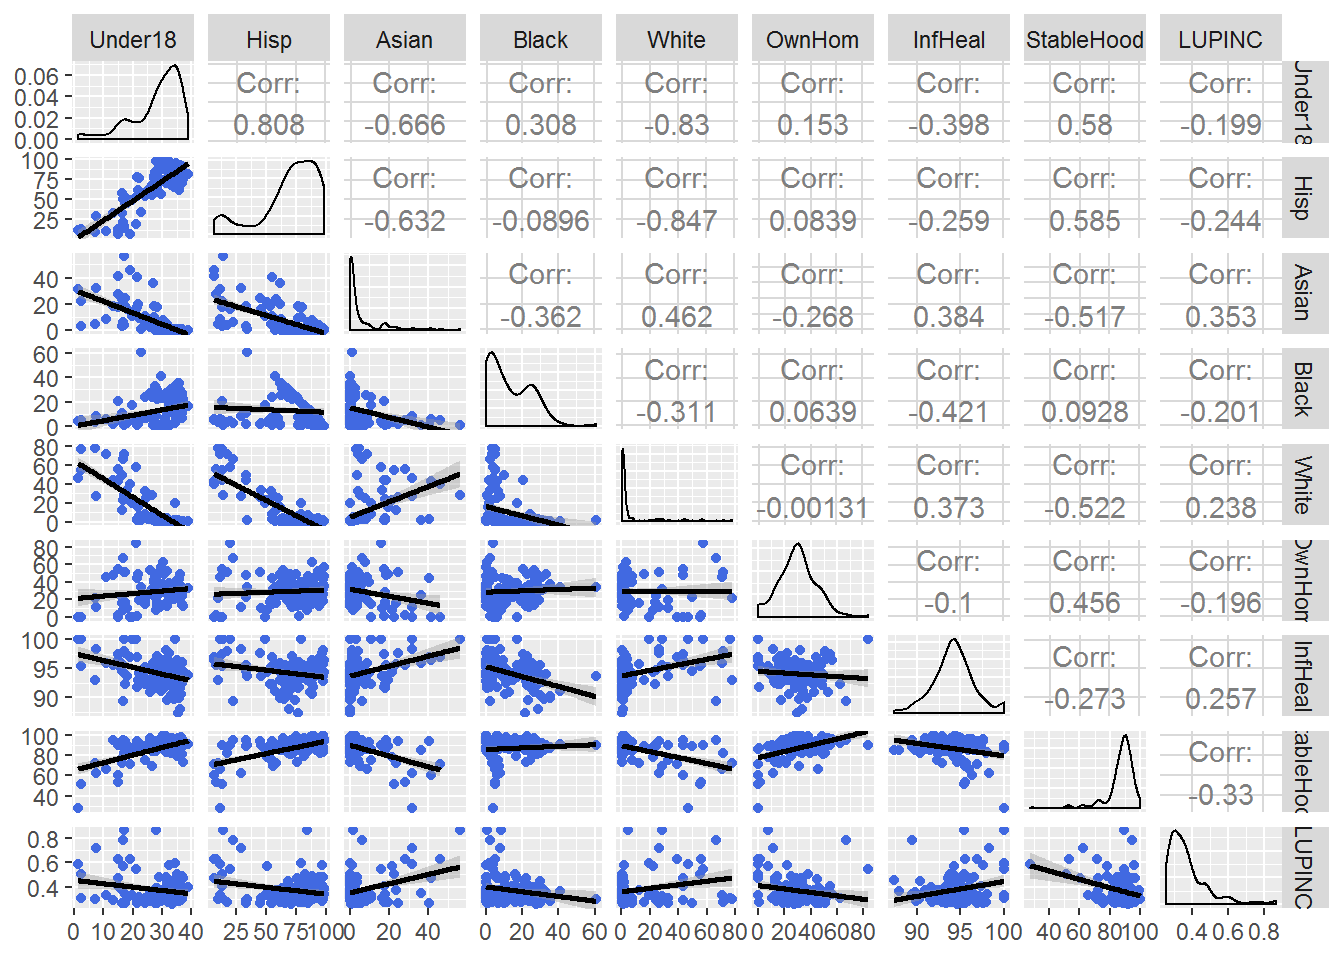 Under18 Hisp Asian Black White OwnHom InfHeal StableHood LUPINC
0.06 Corr: Corr: Corr: Corr: Corr: Corr: Corr: Corr: Under18
0.04
0.00 0.02 0.808 -0.666 0.308 -0.83 0.153 -0.398 0.58 -0.199
100 Corr: Corr: Corr: Corr: Corr: Corr: Corr: Hisp
75
50
25 -0.632 -0.0896 -0.847 0.0839 -0.259 0.585 -0.244
40 Corr: Corr: Corr: Corr: Corr: Corr: Asian
20
0 -0.362 0.462 -0.268 0.384 -0.517 0.353
60 Corr: Corr: Corr: Corr: Corr: Black
40
20
0 -0.311 0.0639 -0.421 0.0928 -0.201
80 Corr: Corr: Corr: Corr: White
60
40
20
0 -0.00131 0.373 -0.522 0.238
80 Corr: Corr: Corr: OwnHom
60
40
20
0 -0.1 0.456 -0.196
100 Corr: Corr: InfHeal
95
90 -0.273 0.257
100 Corr: ableHoo
80
60
40 -0.33
0.8 LUPINC
0.6
0.4
0 10 20 30 40 25 50 75 100 0 20 40 0 20 40 60 0 20 40 60 80 0 20 40 60 80 90 95 100 40 60 80 100 0.4 0.6 0.8